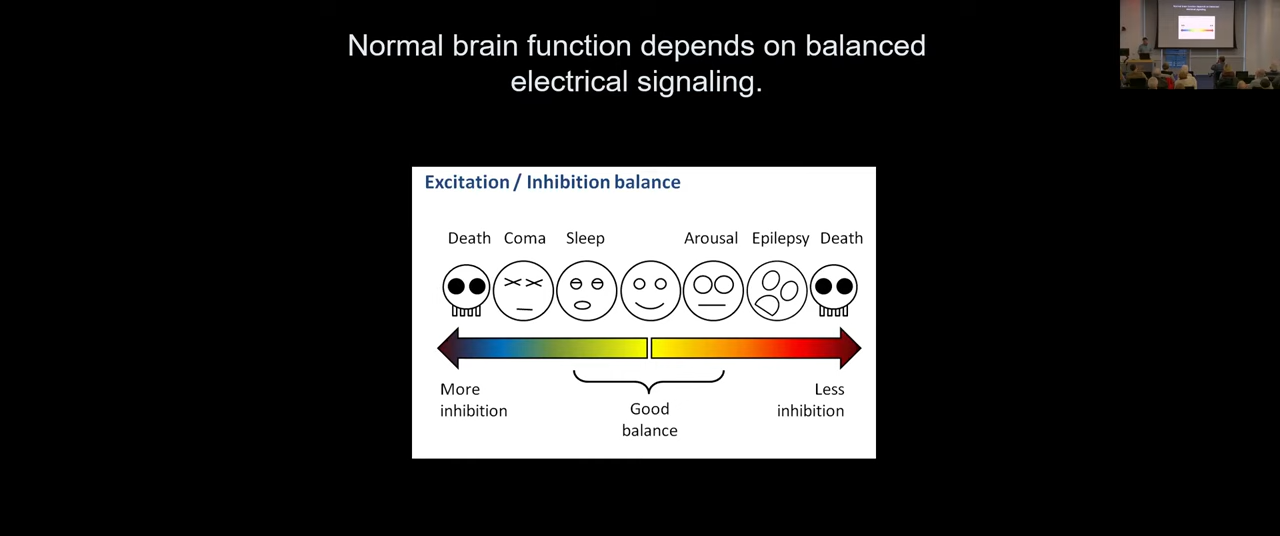 Normal brain function depends on balanced
electrical signaling.
Excitation / Inhibition balance
Death Coma Sleep Arousal Epilepsy Death
More
inhibition
Good
balance
Less
inhibition